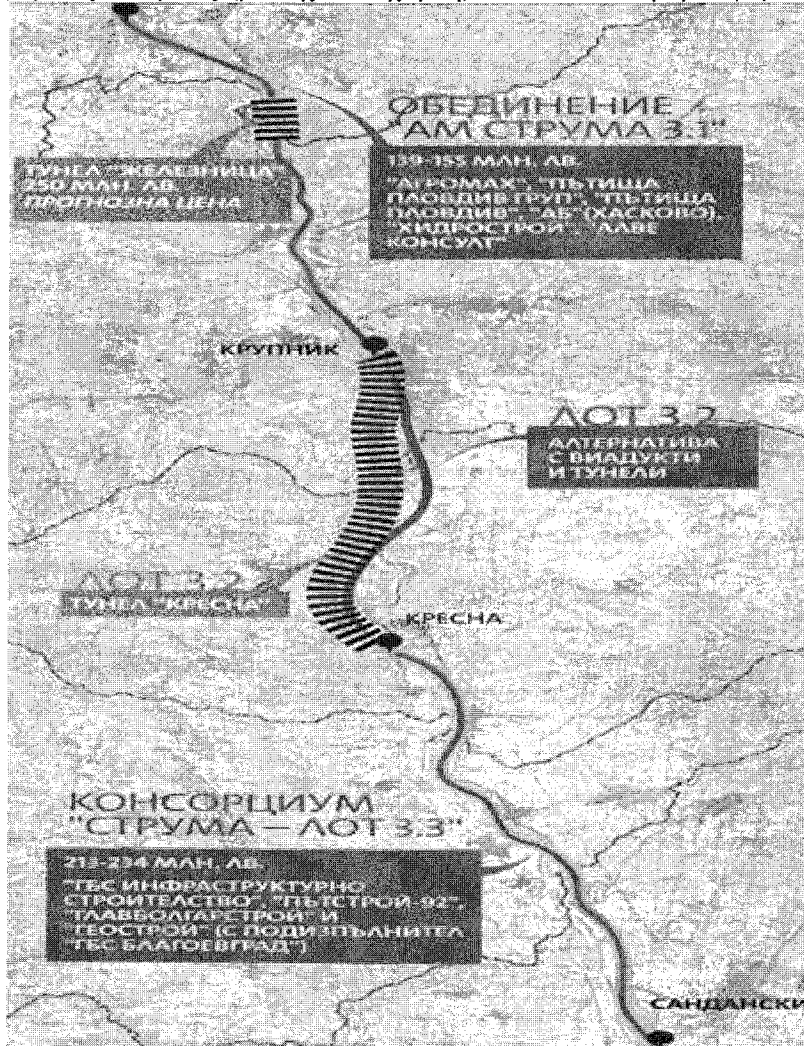 ОБЕДИНЕНИЕ
"АМ СТРУМА 3.1"
139-155 МЛН. ЛВ.
"АГРОМАХ", "ПЪТИЩА
ПЛОВДИВ ГРУП", "ПЪТИЩА
ПЛОВДИВ", "АБ" (ХАСКОВО),
"ХИДРОСТРОЙ", "ЛАВЕ
КОНСУЛТ"
ТУНЕЛ "ЖЕЛЕЗНИЦА"
250 МЛН. ЛВ.
ПРОГНОЗНА ЦЕНА
КРУПНИК
ЛОТ 3.2
АЛТЕРНАТИВА
С ВИАДУКТИ
И ТУНЕЛИ
ЛОТ 3.2
ТУНЕЛ "КРЕСНА"
КРЕСНА
КОНСОРЦИУМ
"СТРУМА – ЛОТ 3.3"
213-234 МЛН. ЛВ.
"ГБС ИНФРАСТРУКТУРНО
СТРОИТЕЛСТВО", "ПЪТСТРОЙ-92",
"ГЛАВБОЛГАРСТРОЙ" И
"ГЕОСТРОЙ" (С ПОДИЗПЪЛНИТЕЛ
"ГБС БЛАГОЕВГРАД")
САНДАНСКИ